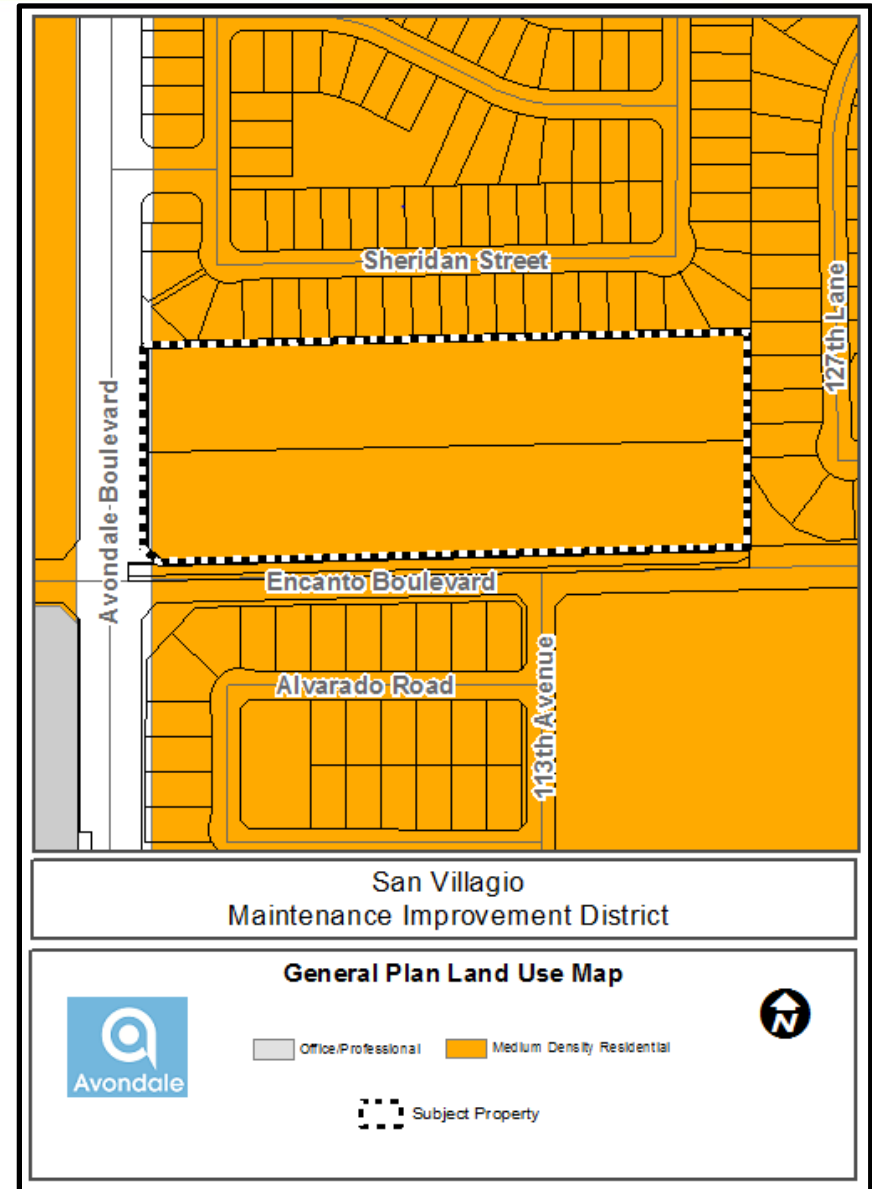 Sheridan Street
127th Lane
Avondale-Boulevard
Encanto Boulevard
Alvarado Road
113th Avenue
San Villagio
Maintenance Improvement District
General Plan Land Use Map
Avondale
Office/Professional
Medium Density Residential
N
Subject Property